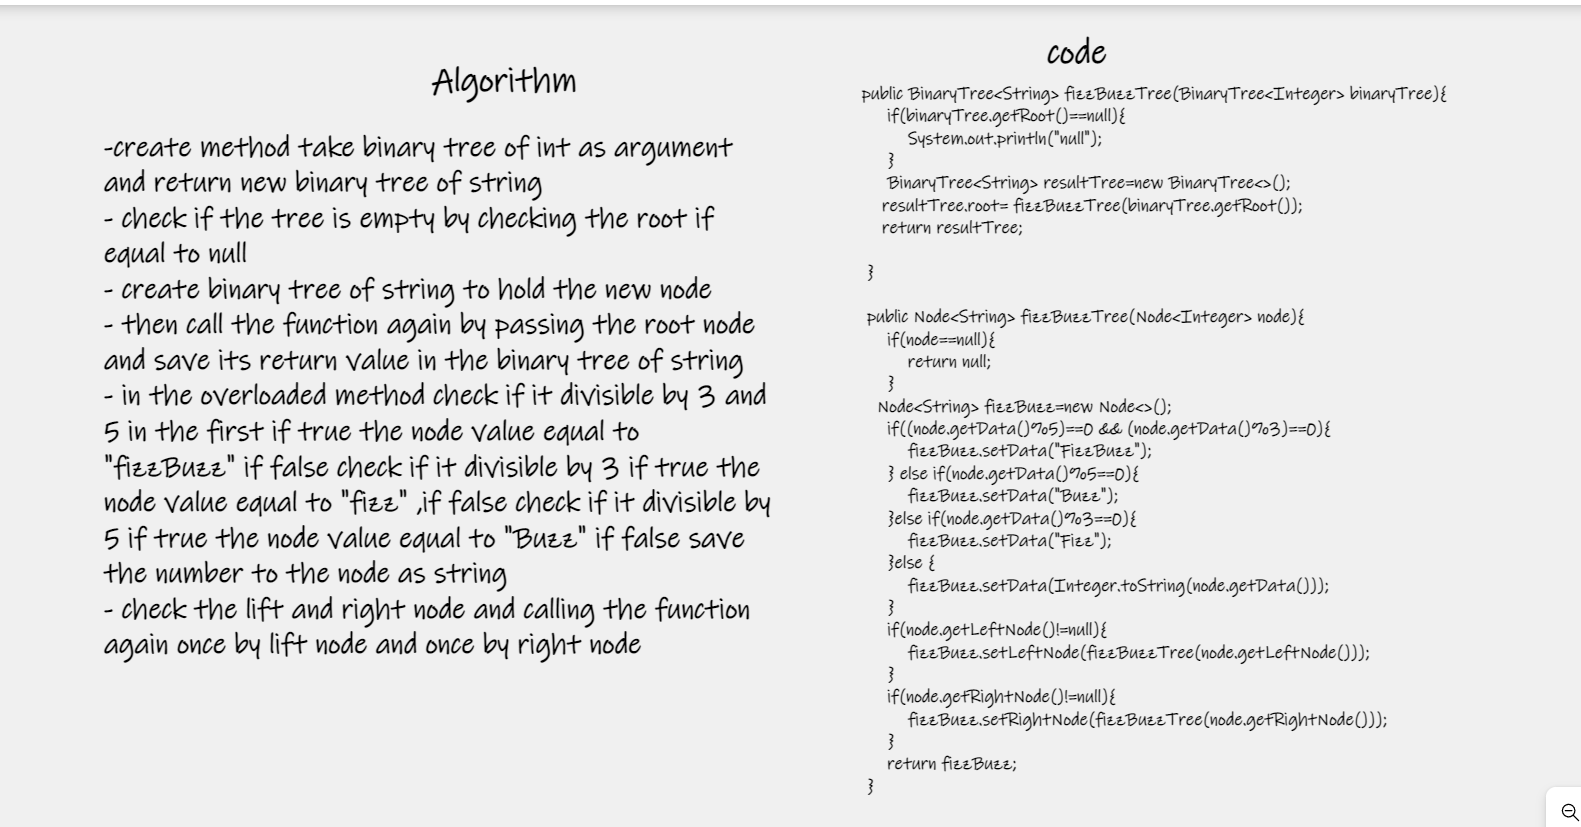 Algorithm
-create method take binary tree of int as argument
and return new binary tree of string
- check if the tree is empty by checking the root if
equal to null
- create binary tree of string to hold the new node
- then call the function again by passing the root node
and save its return value in the binary tree of string
- in the overloaded method check if it divisible by 3 and
5 in the first if true the node value equal to
"fizzBuzz" if false check if it divisible by 3 if true the
node value equal to "fizz" ,if false check if it divisible by
5 if true the node value equal to "Buzz" if false save
the number to the node as string
- check the lift and right node and calling the function
again once by lift node and once by right node
code
public BinaryTree<String> fizzBuzzTree(BinaryTree<Integer> binaryTree){
if(binaryTree.getRoot()==null){
System.out.println("null");
}
BinaryTree<String> resultTree=new BinaryTree<>();
resultTree.root= fizzBuzzTree(binaryTree.getRoot());
return resultTree;
}
public Node<String> fizzBuzzTree(Node<Integer> node){
if(node==null){
return null;
}
Node<String> fizzBuzz=new Node<>();
if((node.getData()%5)==0 && (node.getData()%3)==0){
fizzBuzz.setData("FizzBuzz");
} else if(node.getData()%5==0){
fizzBuzz.setData("Buzz");
}else if(node.getData()%3==0){
fizzBuzz.setData("Fizz");
}else {
fizzBuzz.setData(Integer.toString(node.getData()));
}
if(node.getLeftNode()!=null){
fizzBuzz.setLeftNode(fizzBuzzTree(node.getLeftNode()));
}
if(node.getRightNode()!=null){
fizzBuzz.setRightNode(fizzBuzzTree(node.getRightNode()));
}
return fizzBuzz;
}